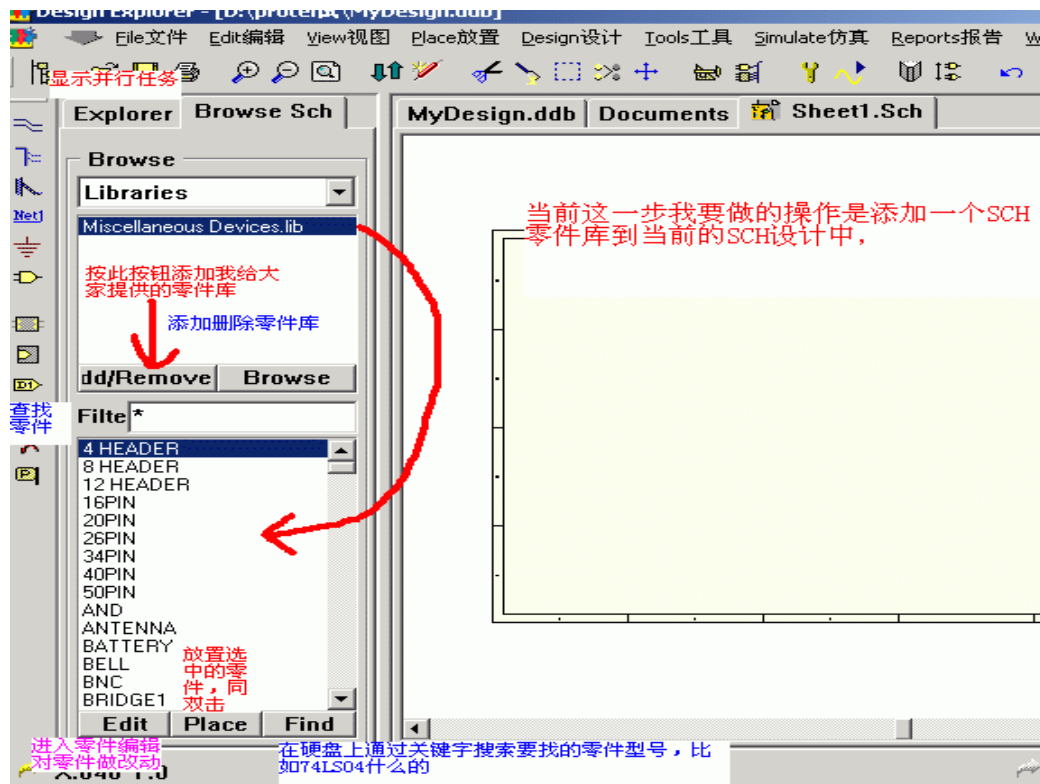 Design Explorer - [D:\protel\MyDesign.ddb]
File文件 Edit编辑 View视图 Place放置 Design设计 Tools工具 Simulate仿真 Reports报告 W
显示并行任务
Explorer Browse Sch
MyDesign.ddb Documents Sheet1.Sch
Browse
Libraries
Net1
Miscellaneous Devices.lib
当前这一步我要做的操作是添加一个SCH
零件库到当前的SCH设计中，
按此按钮添加我给大
家提供的零件库
添加删除零件库
dd/Remove Browse
D1
查找
零件
Filte *
4 HEADER
8 HEADER
12 HEADER
16PIN
20PIN
26PIN
34PIN
40PIN
50PIN
AND
ANTENNA
BATTERY
BELL
BNC
BRIDGE1
放置选
中的零
件，同
双击
Edit Place Find
进入零件编辑
对零件做改动
在硬盘上通过关键字搜索要找的零件型号，比
如74LS04什么的